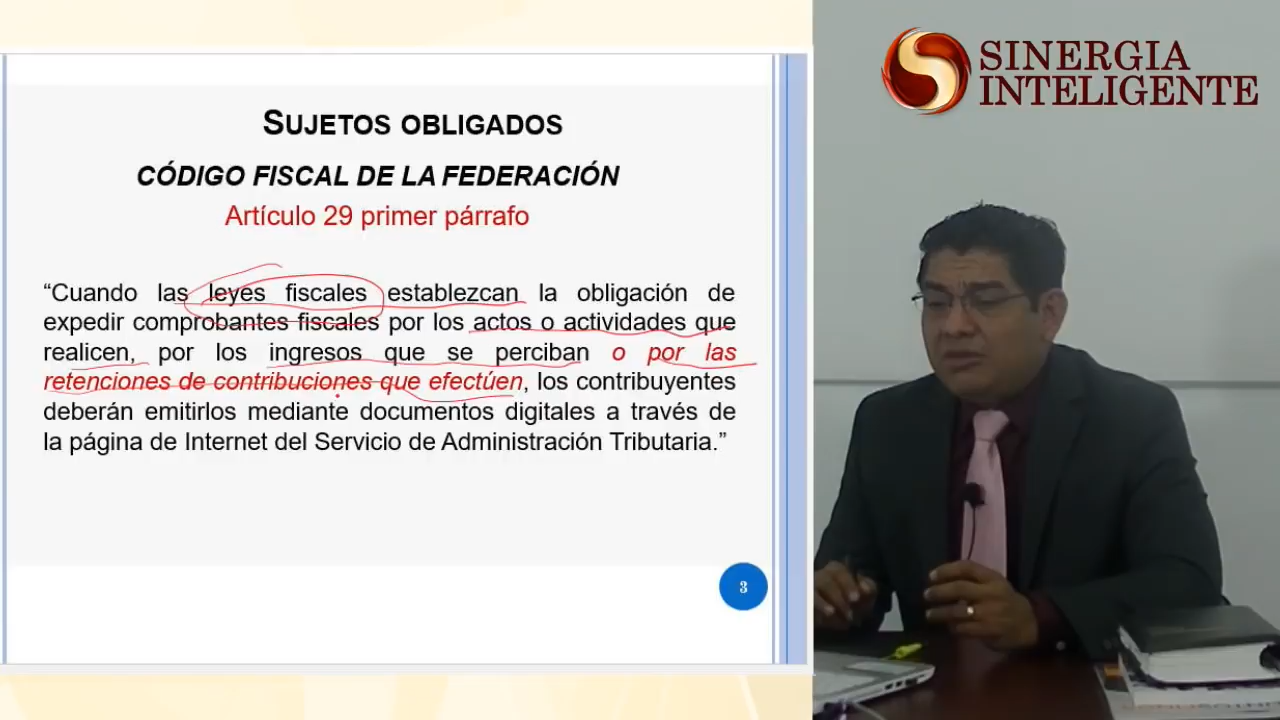 SINERGIA
INTELIGENTE
SUJETOS OBLIGADOS
CÓDIGO FISCAL DE LA FEDERACIÓN
Artículo 29 primer párrafo
“Cuando las leyes fiscales establezcan la obligación de
expedir comprobantes fiscales por los actos o actividades que
realicen, por los ingresos que se perciban o por las
retenciones de contribuciones que efectúen, los contribuyentes
deberán emitirlos mediante documentos digitales a través de
la página de Internet del Servicio de Administración Tributaria.”
3